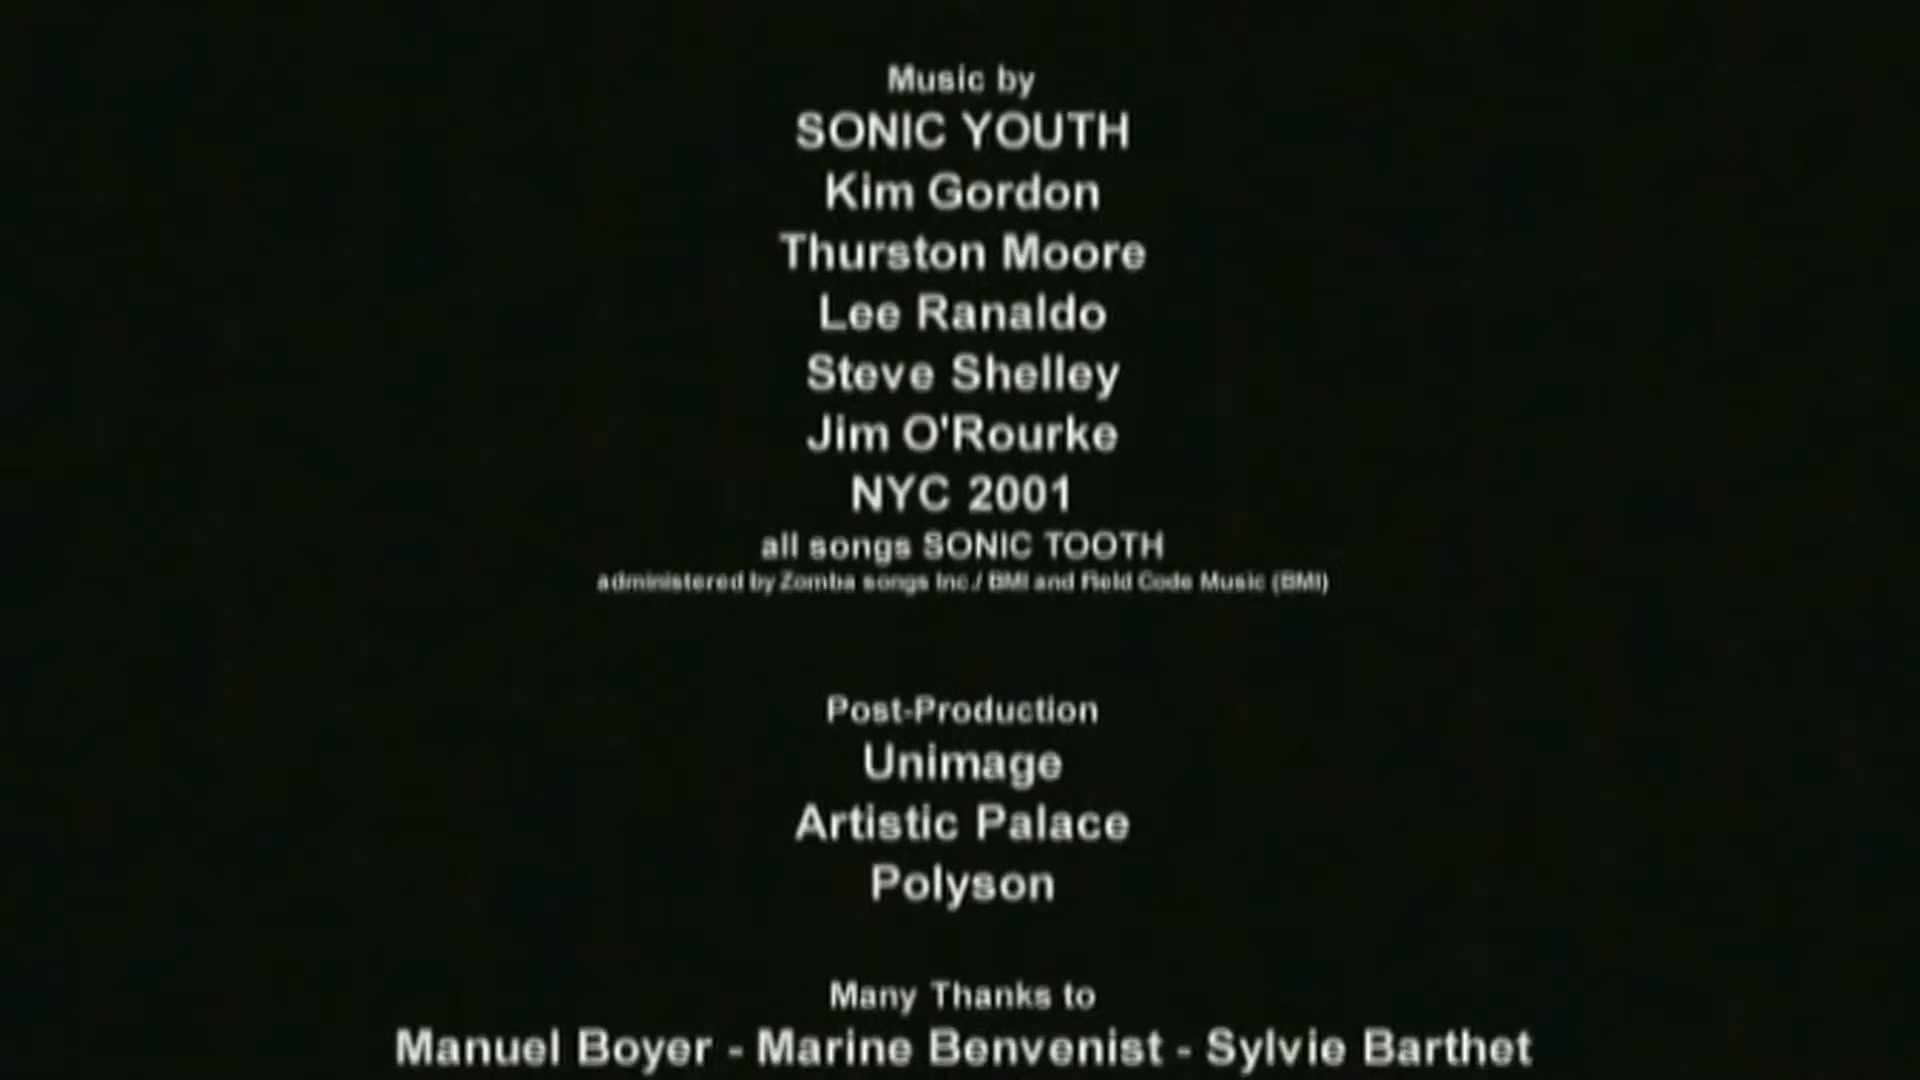 Music by
SONIC YOUTH
Kim Gordon
Thurston Moore
Lee Ranaldo
Steve Shelley
Jim O'Rourke
NYC 2001
all songs SONIC TOOTH
administered by Zomba songs Inc./ BMI and Field Code Music (BMI)
Post-Production
Unimage
Artistic Palace
Polyson
Many Thanks to
Manuel Boyer - Marine Benvenist - Sylvie Barthet